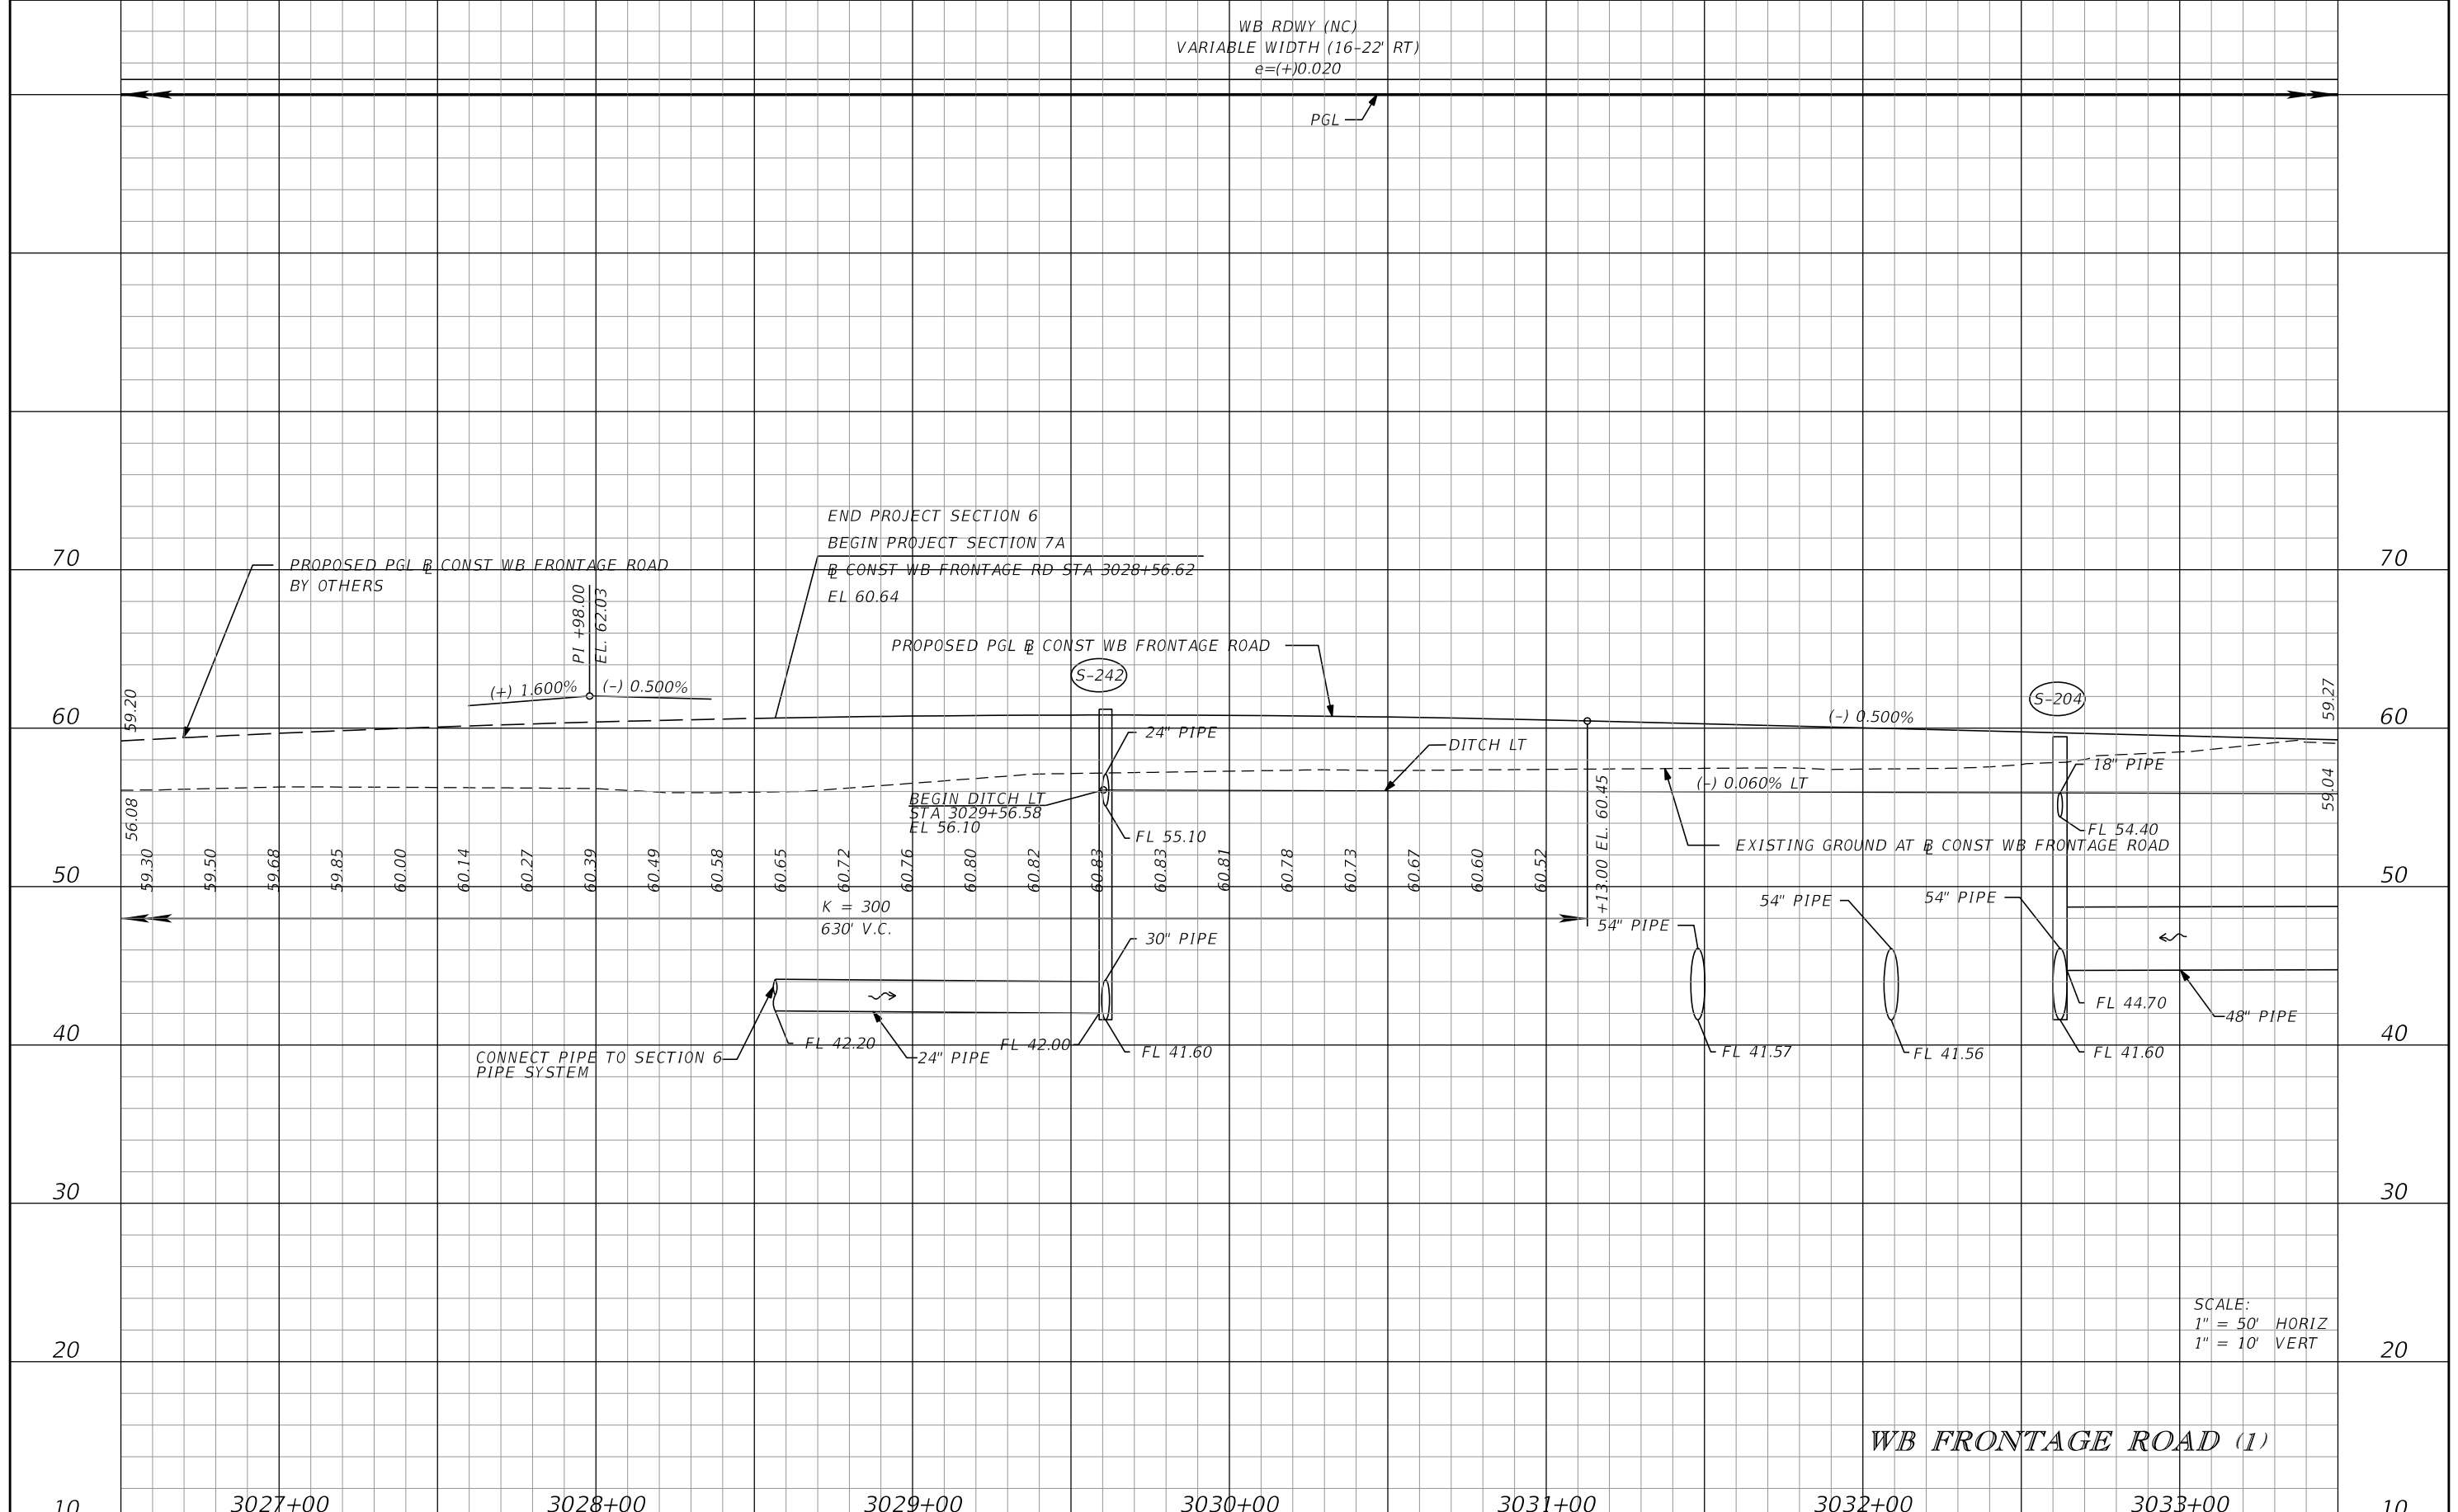 WB RDWY (NC)
VARIABLE WIDTH (16-22' RT)
e=(+)0.020
PGL
END PROJECT SECTION 6
BEGIN PROJECT SECTION 7A
BL CONST WB FRONTAGE RD STA 3028+56.62
EL 60.64
70
PROPOSED PGL BL CONST WB FRONTAGE ROAD
BY OTHERS
70
PI +98.00
EL. 62.03
(+) 1.600%
(-) 0.500%
PROPOSED PGL BL CONST WB FRONTAGE ROAD
S-242
S-204
59.20
59.27
60
(-) 0.500%
60
24" PIPE
DITCH LT
18" PIPE
56.08
BEGIN DITCH LT
STA 3029+56.58
EL 56.10
FL 55.10
(-) 0.060% LT
59.04
FL 54.40
EXISTING GROUND AT BL CONST WB FRONTAGE ROAD
+13.00 EL. 60.45
59.30
59.50
59.68
59.85
60.00
60.14
60.27
60.39
60.49
60.58
60.65
60.72
60.76
60.80
60.82
60.83
60.83
60.81
60.78
60.73
60.67
60.60
60.52
50
50
K = 300
630' V.C.
54" PIPE
54" PIPE
54" PIPE
30" PIPE
FL 44.70
48" PIPE
40
CONNECT PIPE TO SECTION 6
PIPE SYSTEM
FL 42.20
24" PIPE
FL 42.00
FL 41.60
FL 41.57
FL 41.56
FL 41.60
40
30
30
SCALE:
1" = 50' HORIZ
1" = 10' VERT
20
20
WB FRONTAGE ROAD (1)
10
3027+00
3028+00
3029+00
3030+00
3031+00
3032+00
3033+00
10